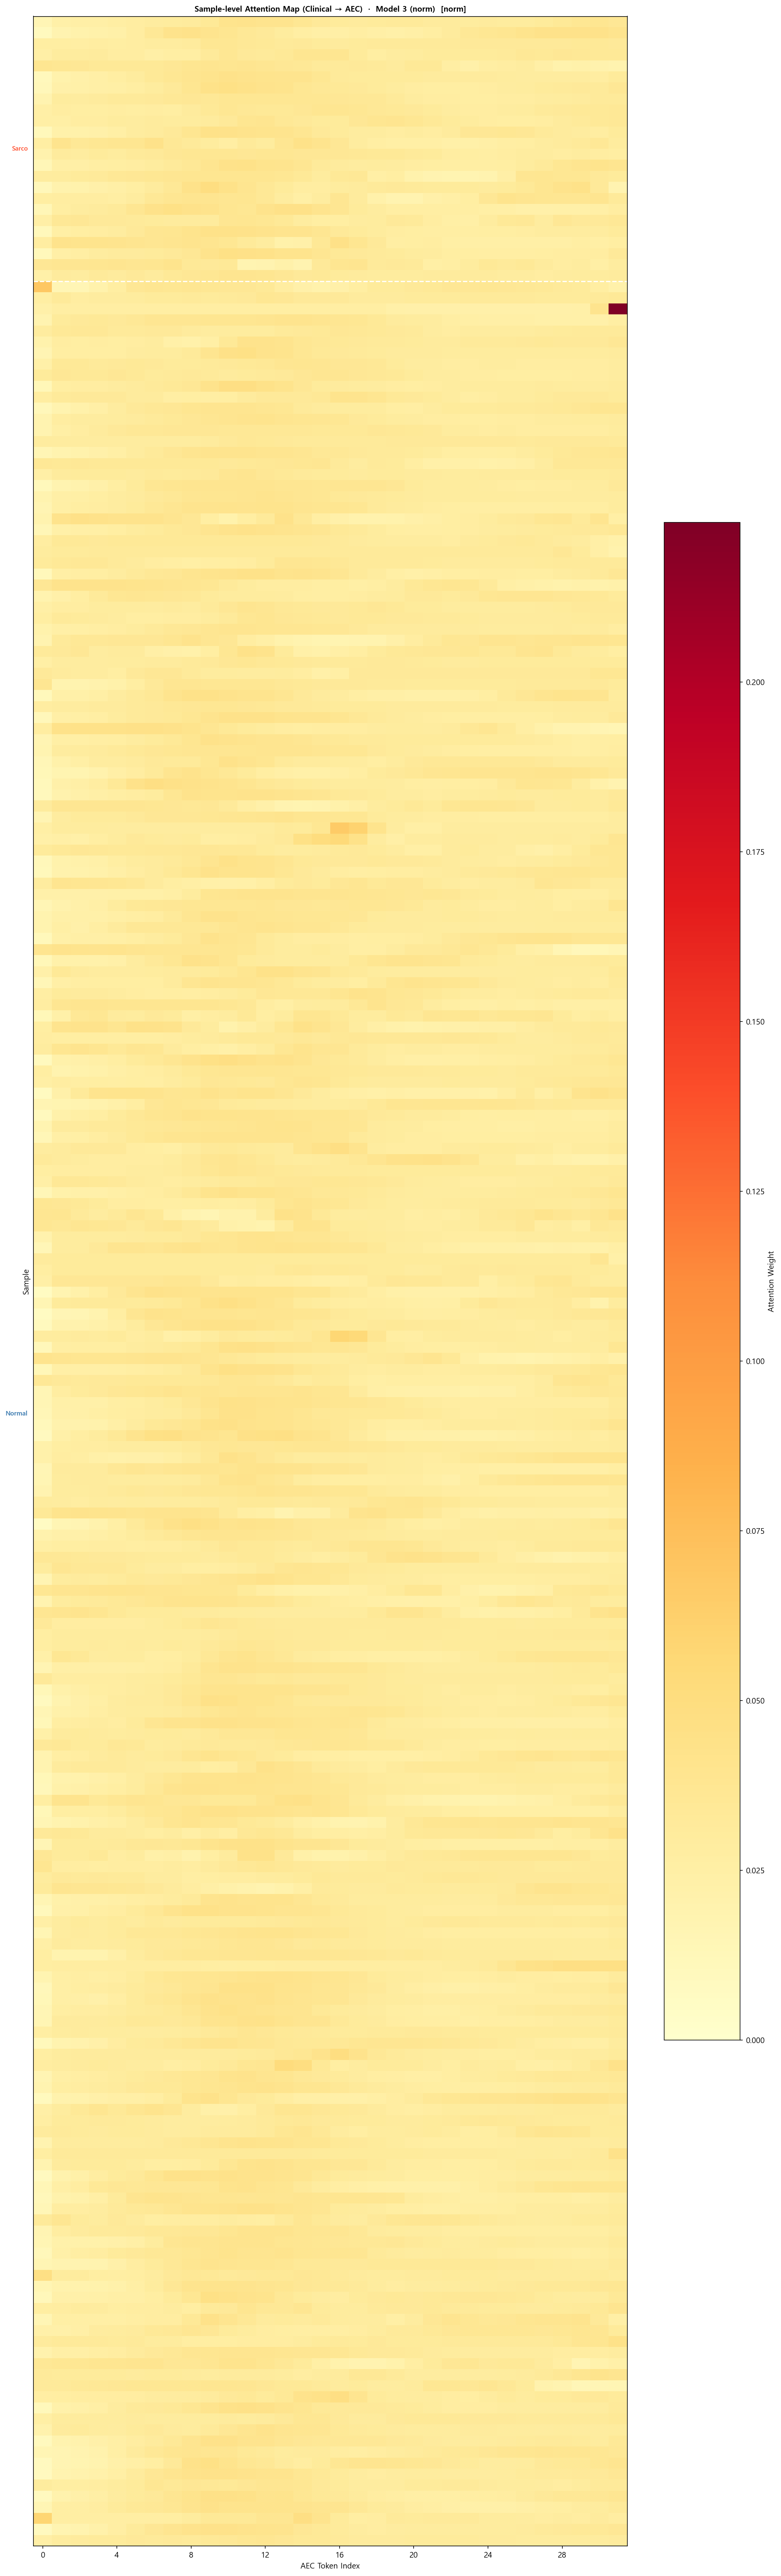 Sample-level Attention Map (Clinical → AEC) · Model 3 (norm) [norm]
Sarco
Normal
Sample
0 4 8 12 16 20 24 28
AEC Token Index
0.200
0.175
0.150
0.125
0.100
0.075
0.050
0.025
0.000
Attention Weight